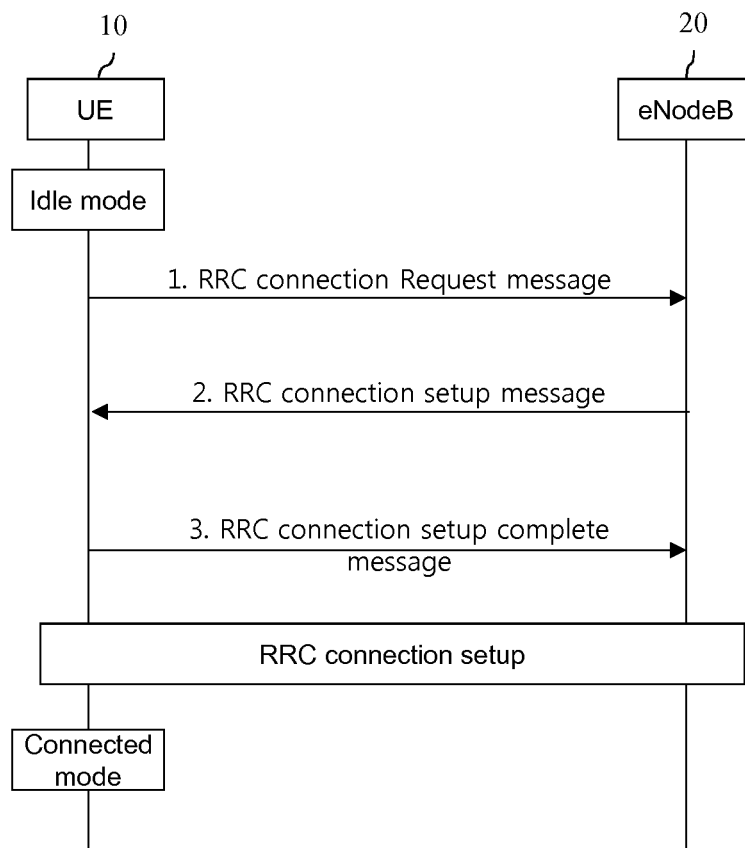 10
20
UE
eNodeB
Idle mode
1. RRC connection Request message
2. RRC connection setup message
3. RRC connection setup complete
message
RRC connection setup
Connected
mode